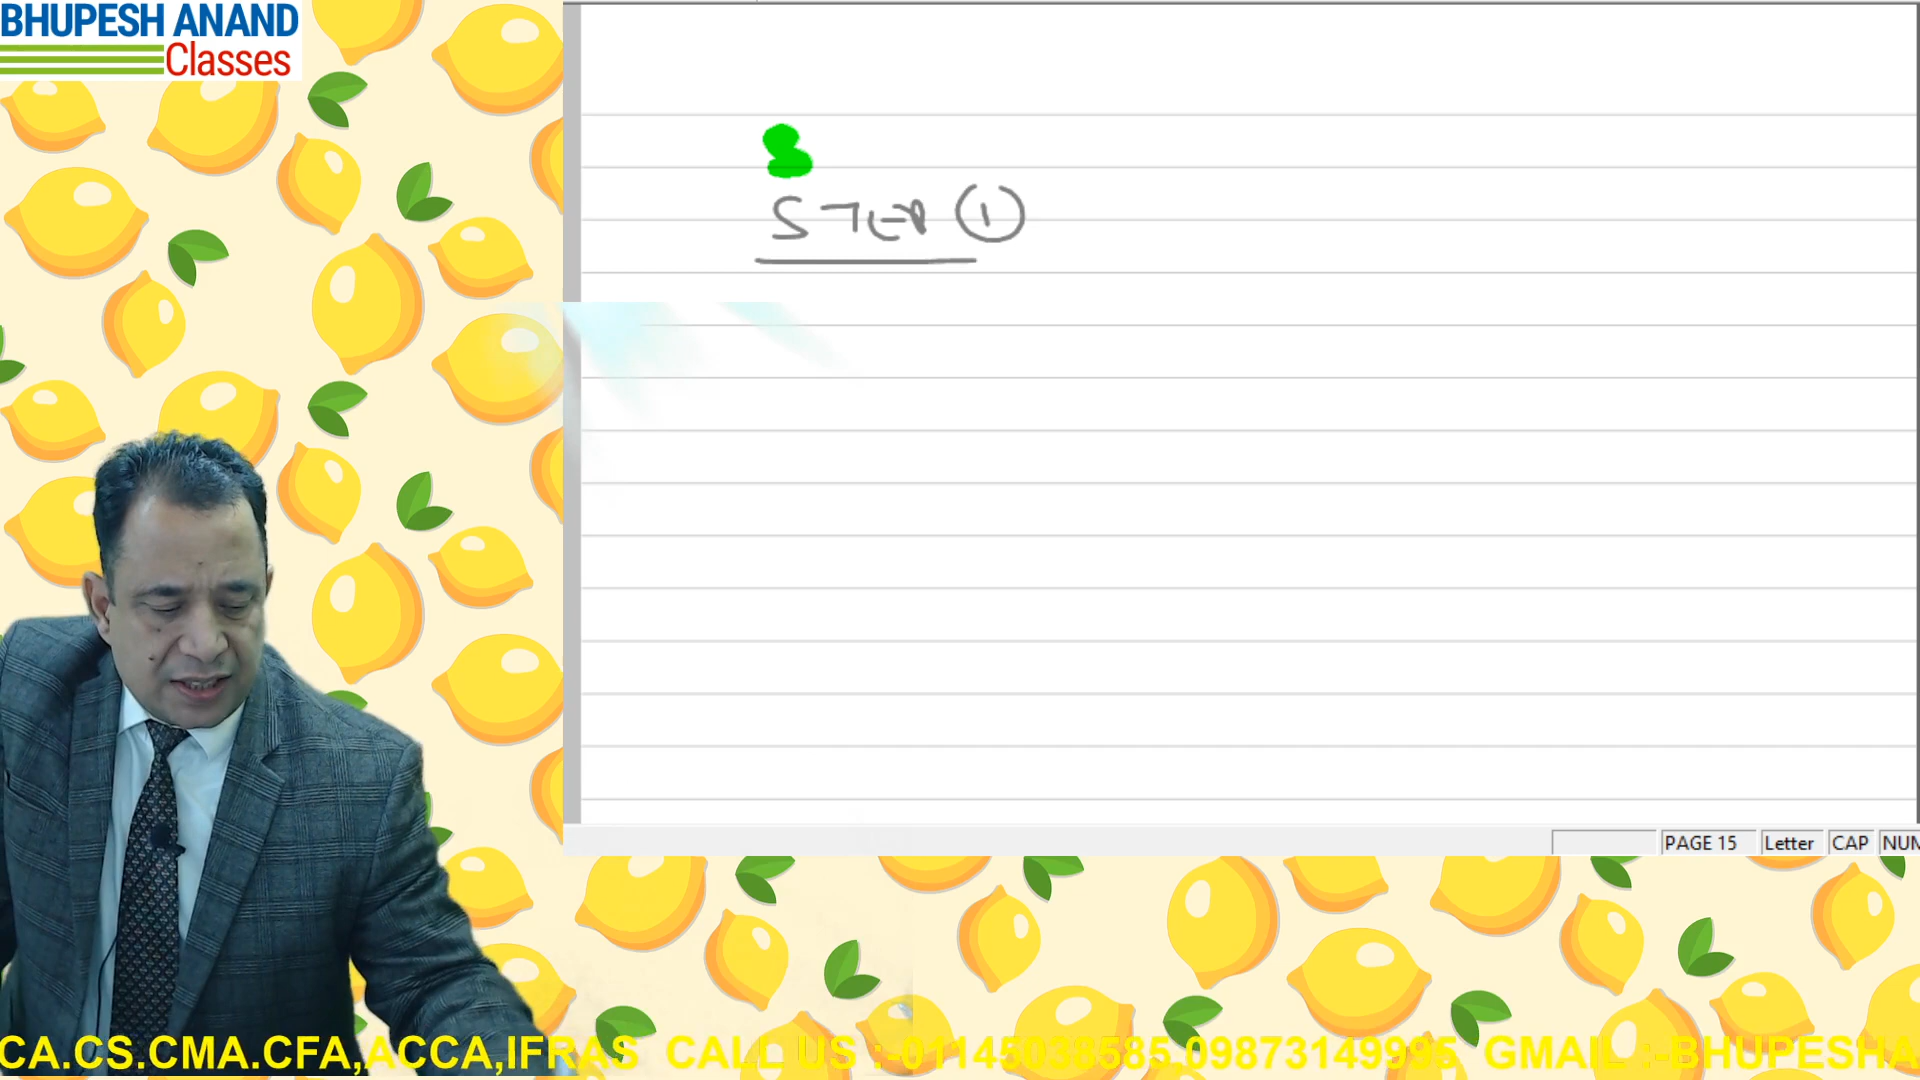 BHUPESH ANAND
Classes
STEP 1
PAGE 15 Letter CAP NUM
CA.CS.CMA.CFA,ACCA,IFRAS CALL US :-01145038585,09873149995 GMAIL :-BHUPESHA